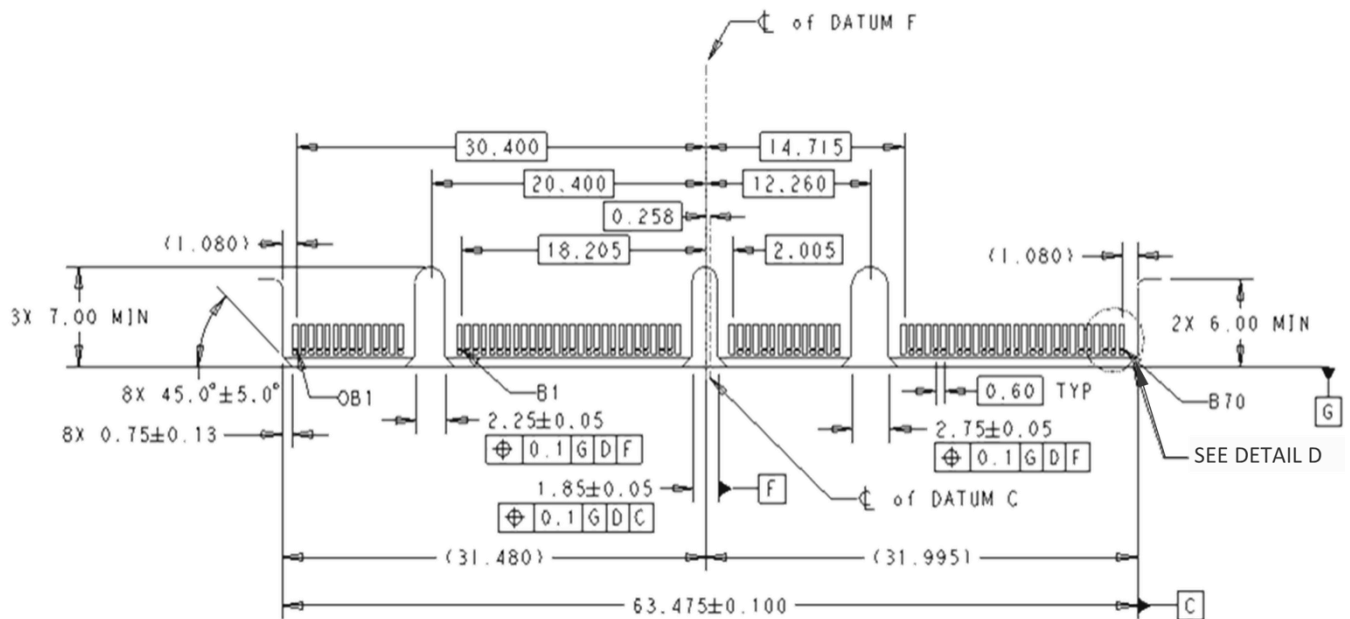 ℄ of DATUM F
30.400
14.715
20.400
12.260
0.258
(1.080)
18.205
2.005
(1.080)
3X 7.00 MIN
2X 6.00 MIN
8X 45.0°±5.0°
OB1
B1
0.60 TYP
B70
G
8X 0.75±0.13
2.25±0.05
2.75±0.05
⌖ 0.1 G D F
⌖ 0.1 G D F
SEE DETAIL D
1.85±0.05
F
℄ of DATUM C
⌖ 0.1 G D C
(31.480)
(31.995)
63.475±0.100
C